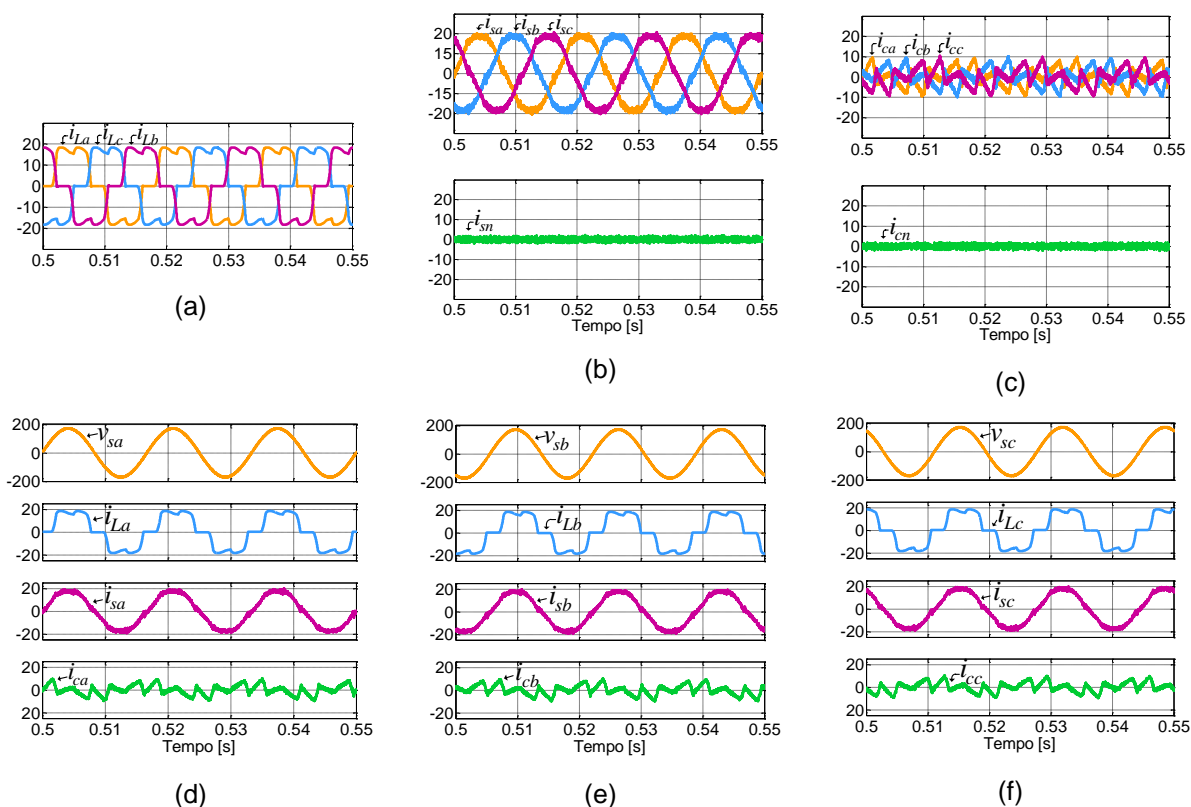 i_La i_Lc i_Lb
20
10
0
-10
-20
0.5 0.51 0.52 0.53 0.54 0.55
(a)
i_sa i_sb i_sc
20
15
0
-15
-20
0.5 0.51 0.52 0.53 0.54 0.55
i_sn
20
10
0
-10
-20
0.5 0.51 0.52 0.53 0.54 0.55
Tempo [s]
(b)
i_ca i_cb i_cc
20
10
0
-10
-20
0.5 0.51 0.52 0.53 0.54 0.55
i_cn
20
10
0
-10
-20
0.5 0.51 0.52 0.53 0.54 0.55
Tempo [s]
(c)
200
0
-200
v_sa
20
0
-20
i_La
20
0
-20
i_sa
20
0
20
i_ca
0.5 0.51 0.52 0.53 0.54 0.55
Tempo [s]
(d)
200
0
-200
v_sb
20
0
-20
i_Lb
20
0
-20
i_sb
20
0
20
i_cb
0.5 0.51 0.52 0.53 0.54 0.55
Tempo [s]
(e)
200
0
-200
v_sc
20
0
-20
i_Lc
20
0
-20
i_sc
20
0
20
i_cc
0.5 0.51 0.52 0.53 0.54 0.55
Tempo [s]
(f)